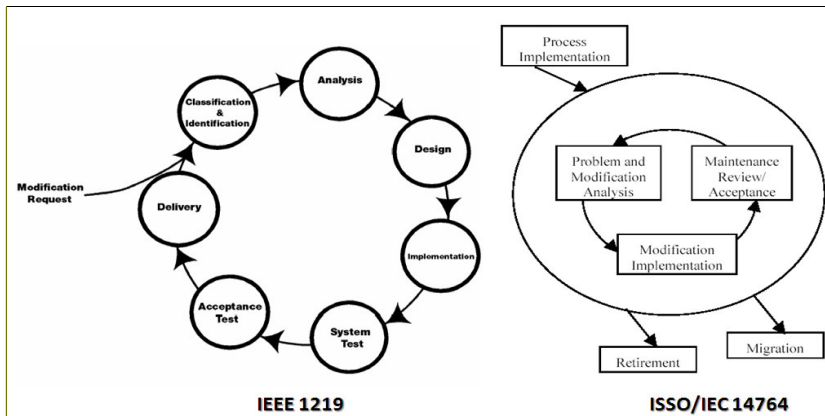 Modification
Request
Classification
&
Identification
Analysis
Design
Implementation
System
Test
Acceptance
Test
Delivery
IEEE 1219
Process
Implementation
Problem and
Modification
Analysis
Maintenance
Review/
Acceptance
Modification
Implementation
Retirement
Migration
ISSO/IEC 14764